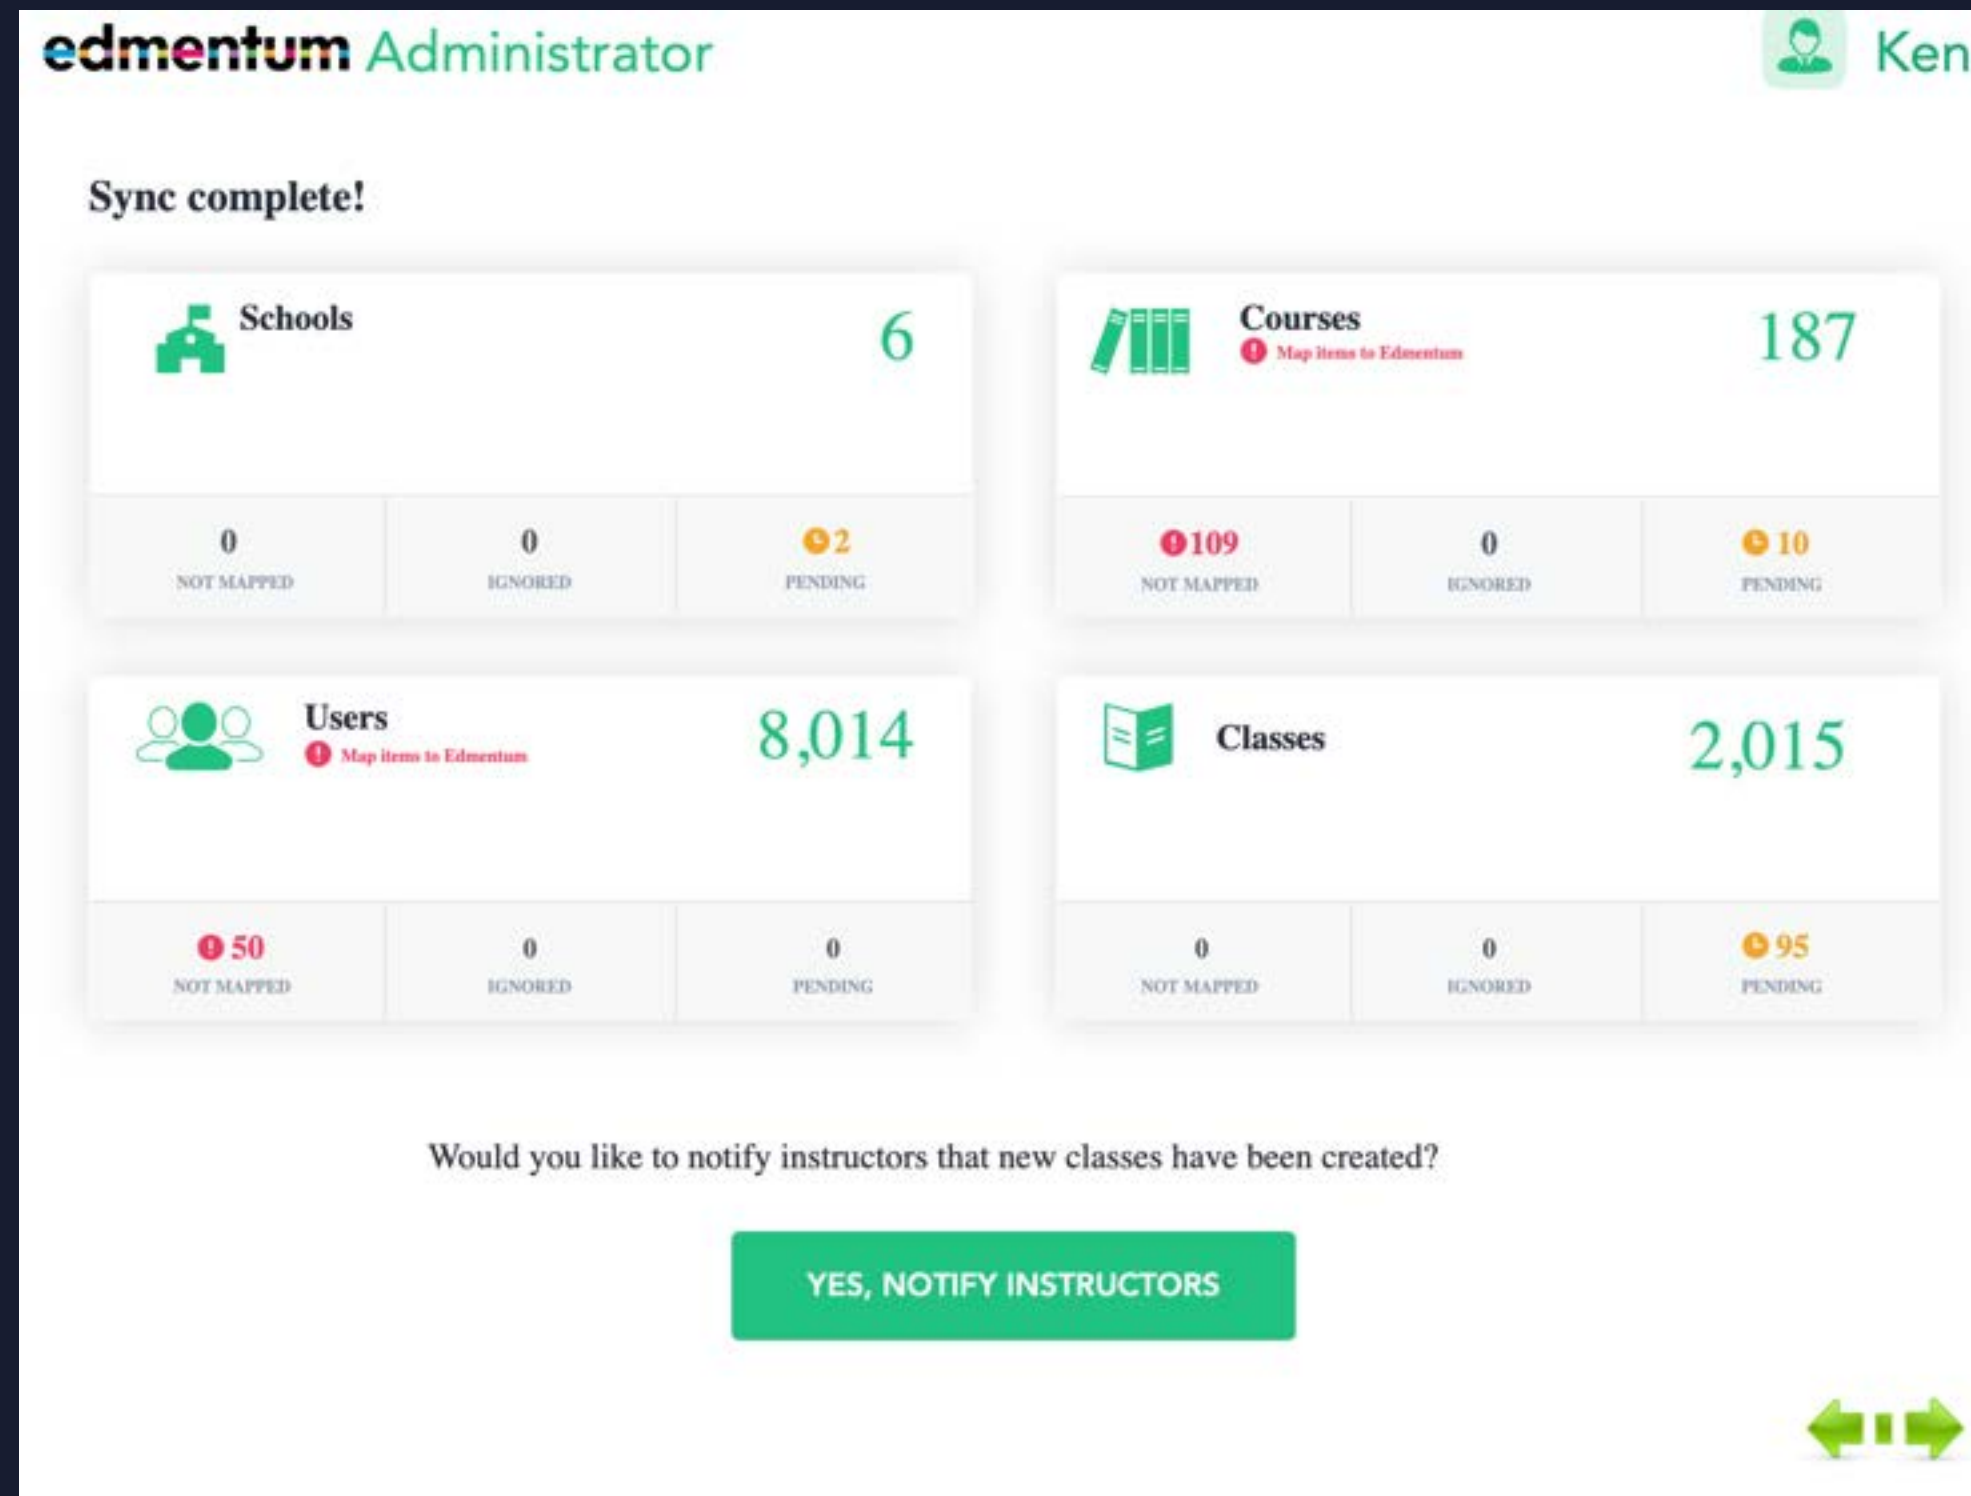 edmentum Administrator
Ken
Sync complete!
Schools
6
0
NOT MAPPED
0
IGNORED
2
PENDING
Courses
Map items to Edmentum
187
109
NOT MAPPED
0
IGNORED
10
PENDING
Users
Map items to Edmentum
8,014
50
NOT MAPPED
0
IGNORED
0
PENDING
Classes
2,015
0
NOT MAPPED
0
IGNORED
95
PENDING
Would you like to notify instructors that new classes have been created?
YES, NOTIFY INSTRUCTORS